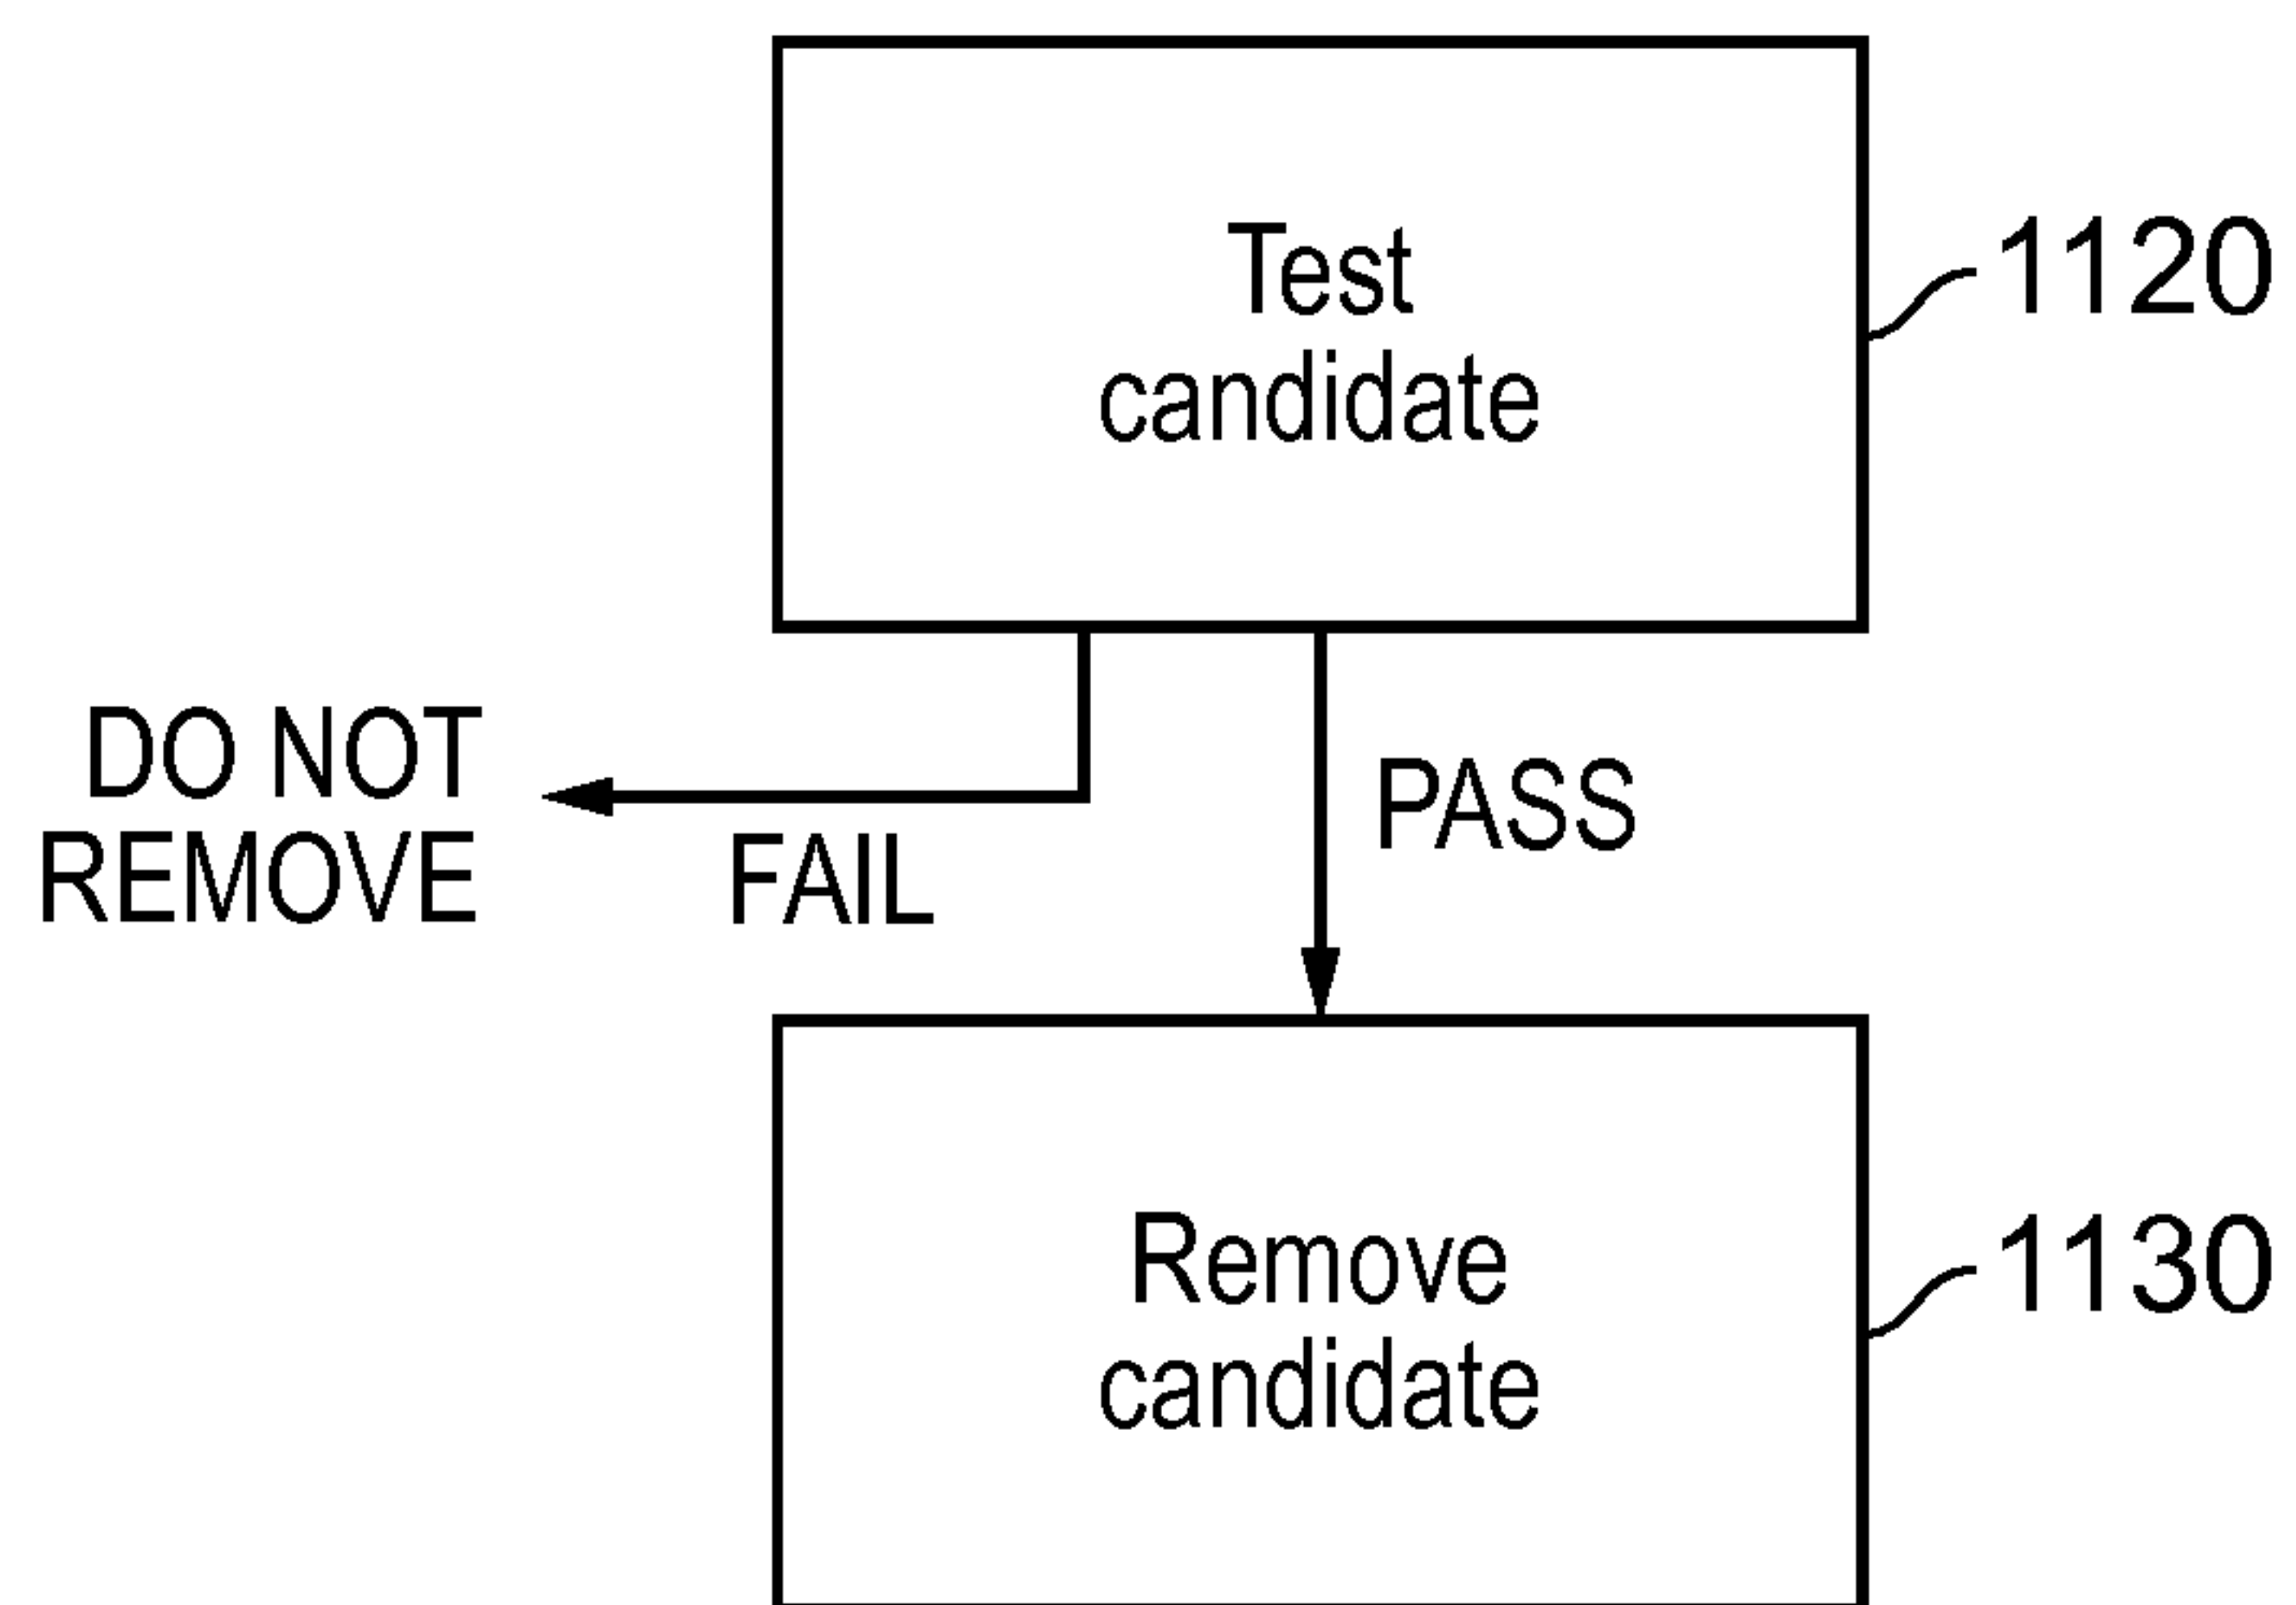 Test
candidate
1120
DO NOT
REMOVE
FAIL
PASS
Remove
candidate
1130